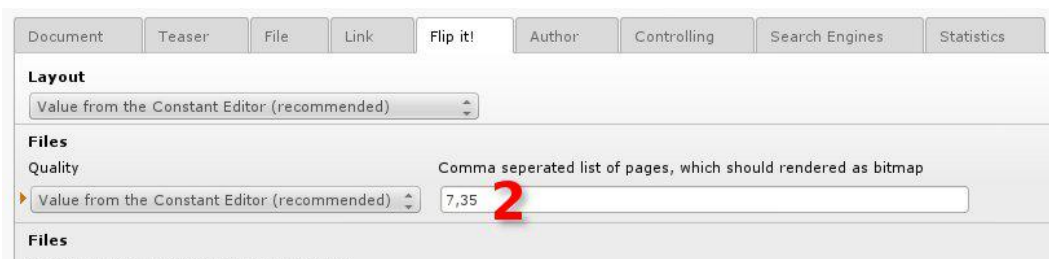 Document Teaser File Link Flip it! Author Controlling Search Engines Statistics
Layout
Value from the Constant Editor (recommended)
Files
Quality Comma seperated list of pages, which should rendered as bitmap
Value from the Constant Editor (recommended) 7,35 2
Files